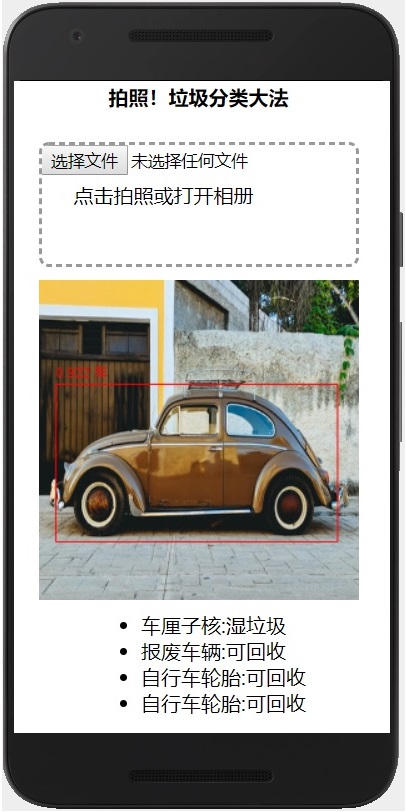 拍照！垃圾分类大法
选择文件 未选择任何文件
点击拍照或打开相册
车厘子核:湿垃圾
报废车辆:可回收
自行车轮胎:可回收
自行车轮胎:可回收